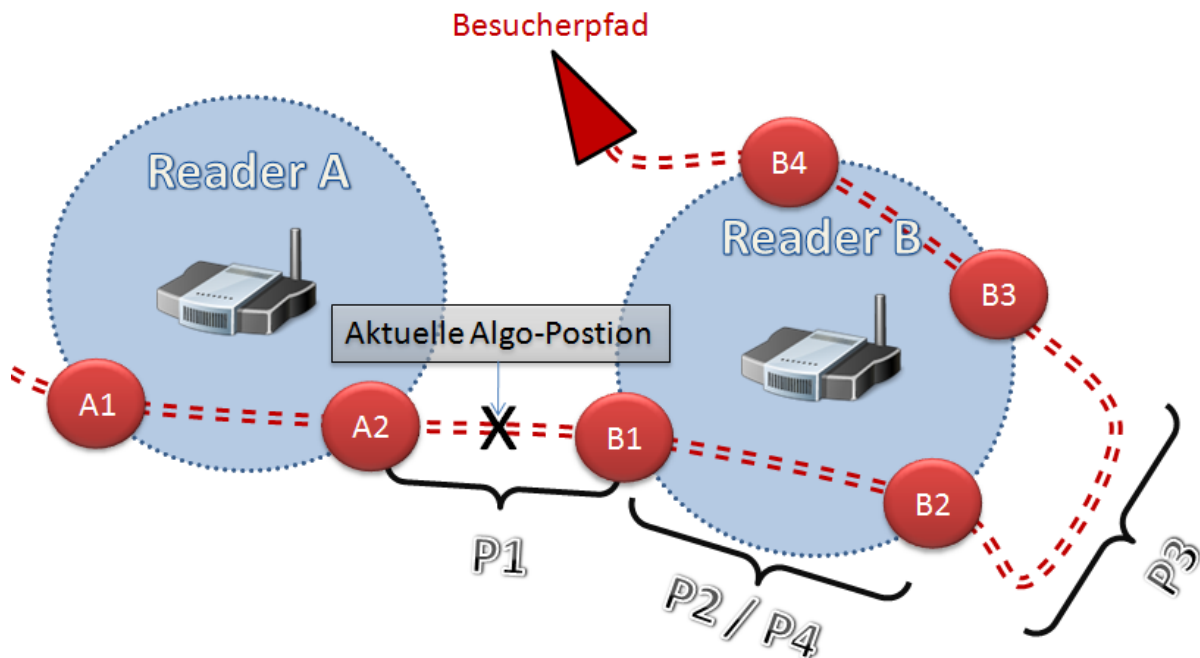 Besucherpfad
Reader A
B4
Reader B
B3
Aktuelle Algo-Postion
A1
A2
X
B1
B2
P1
P2 / P4
P3